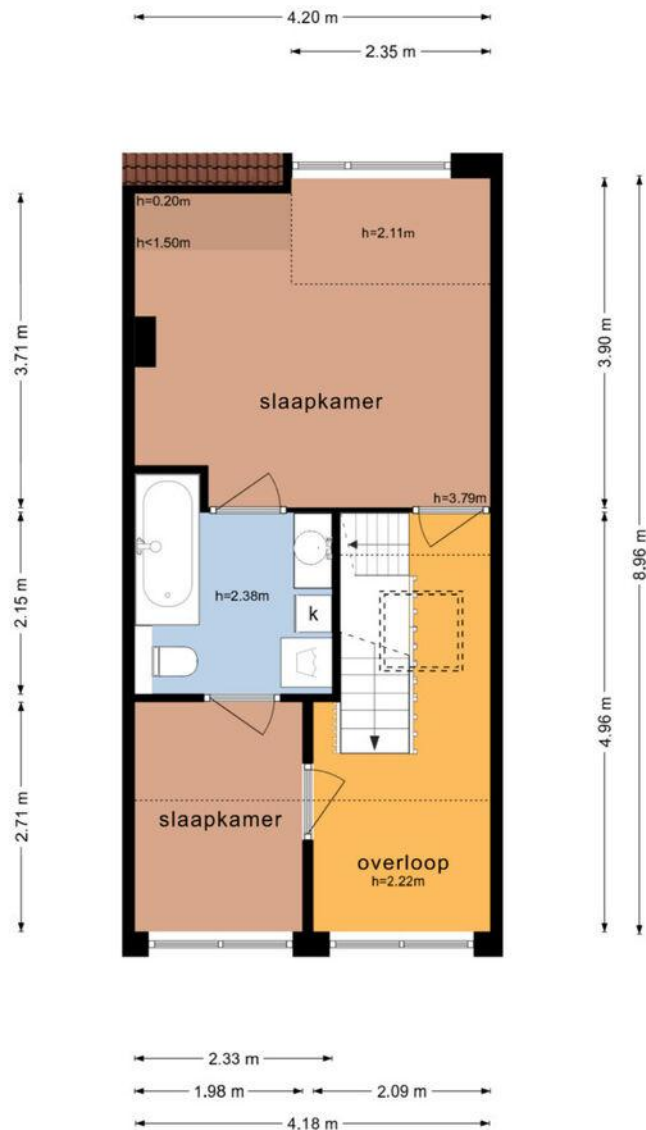 4.20 m
2.35 m
h=0.20m
h<1.50m
h=2.11m
3.71 m
3.90 m
slaapkamer
h=3.79m
8.96 m
2.15 m
h=2.38m
k
4.96 m
2.71 m
slaapkamer
overloop
h=2.22m
2.33 m
1.98 m
2.09 m
4.18 m